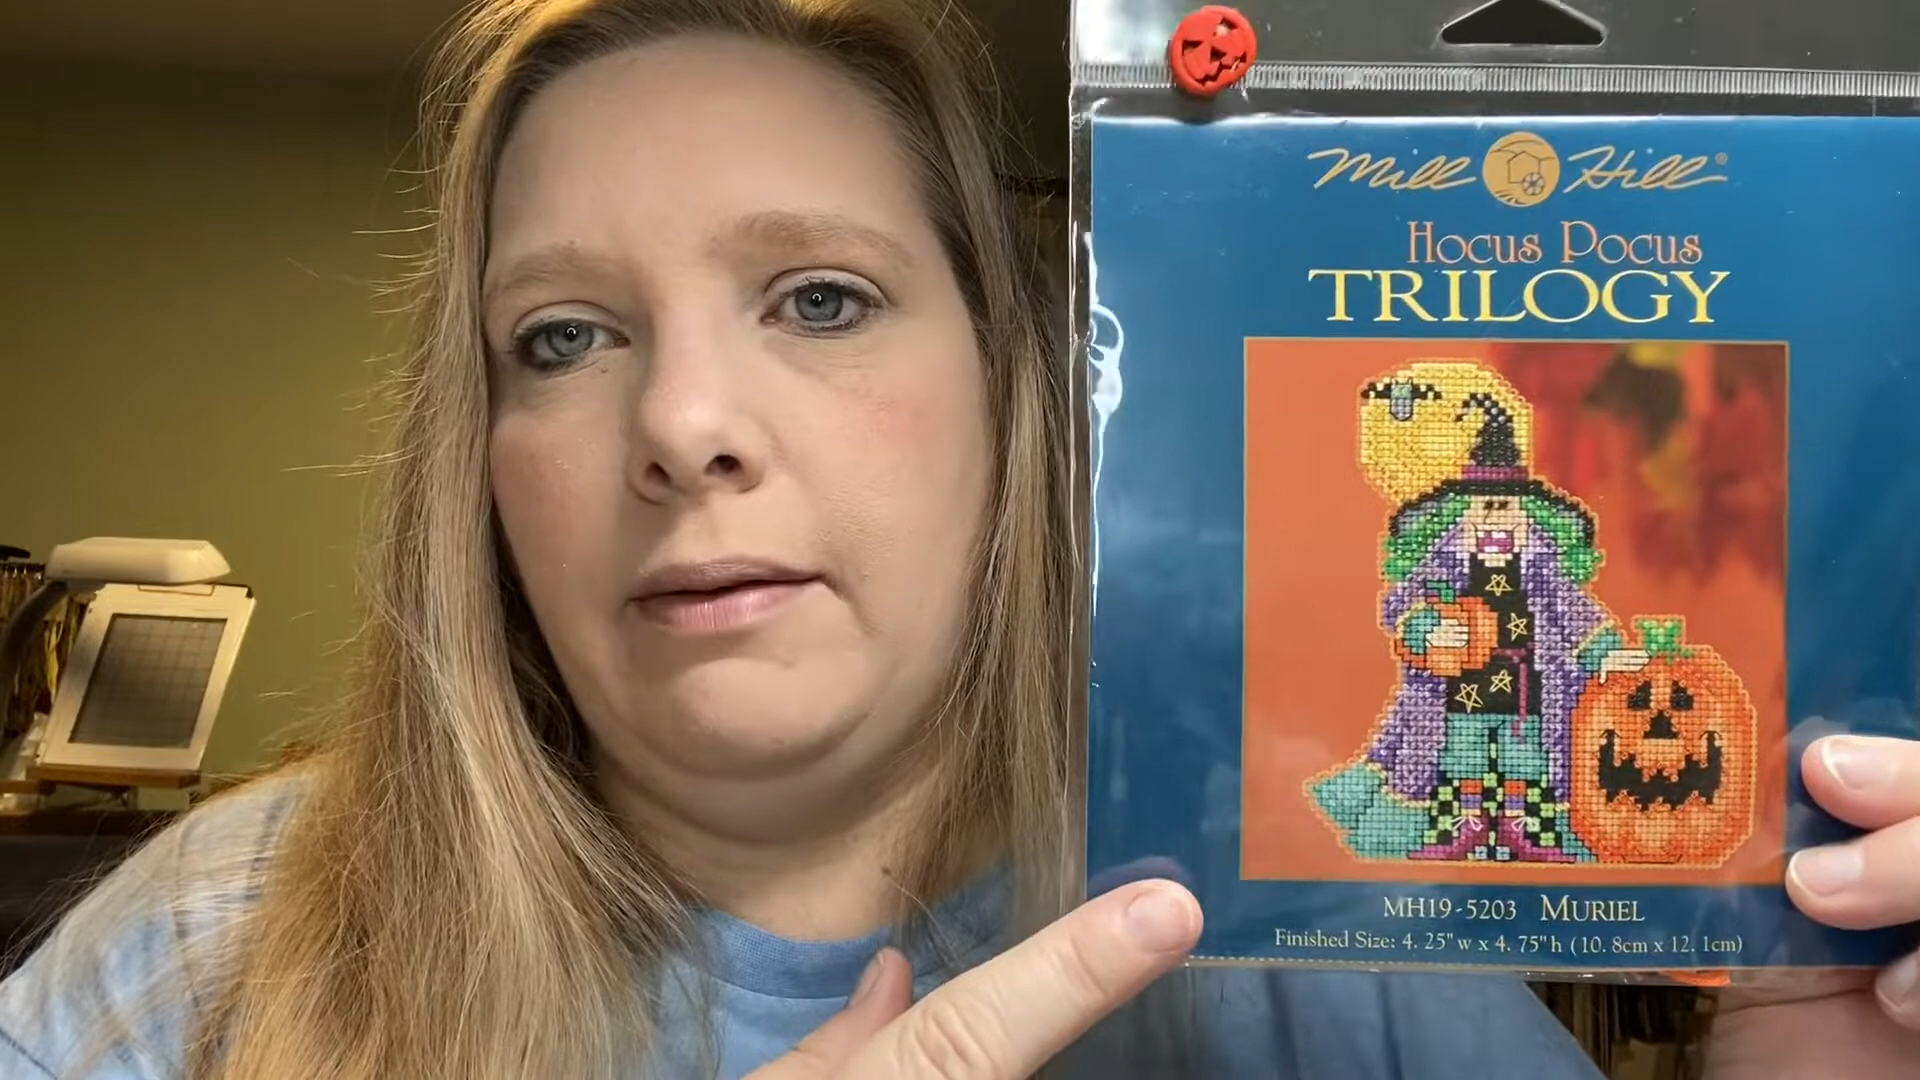 Mill Hill®
Hocus Pocus
TRILOGY
MH19-5203 MURIEL
Finished Size: 4. 25"w x 4. 75"h (10. 8cm x 12. 1cm)